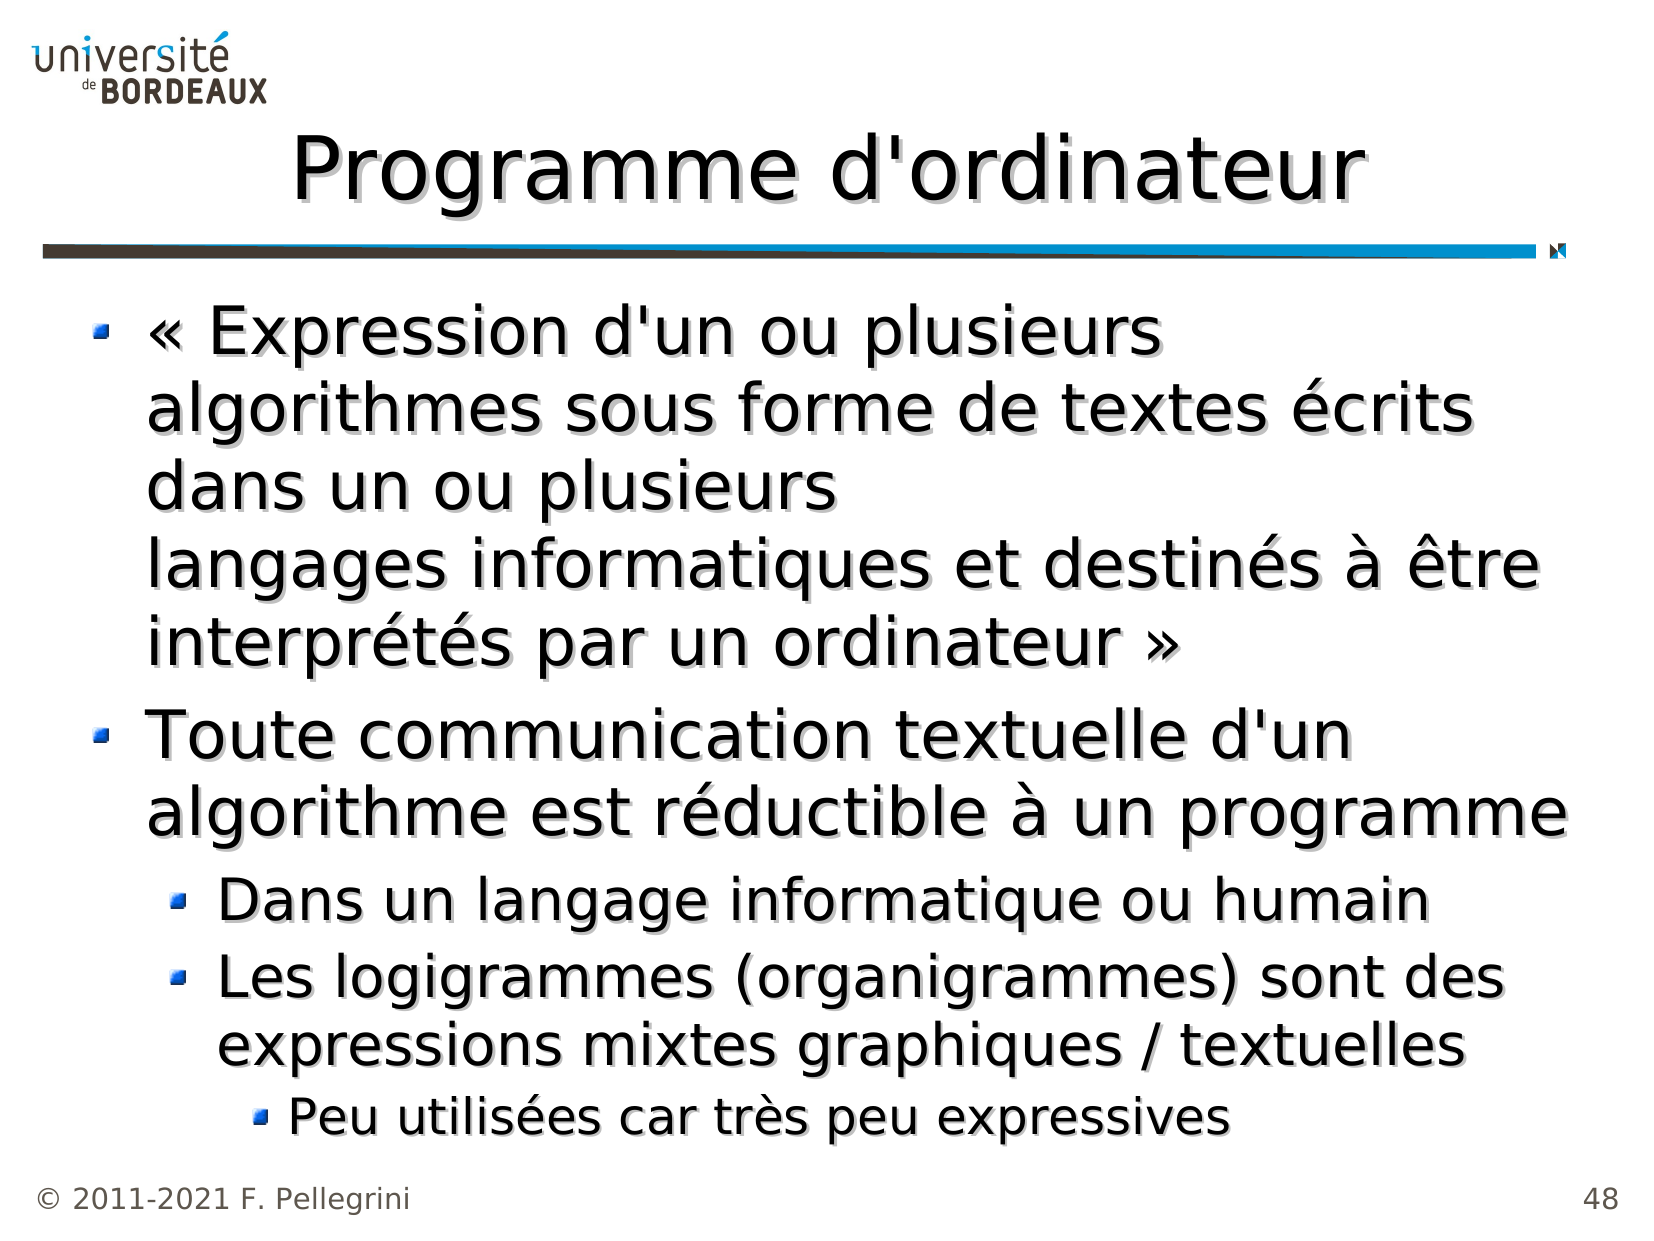 université
de BORDEAUX
Programme d'ordinateur
« Expression d'un ou plusieurs
algorithmes sous forme de textes écrits
dans un ou plusieurs
langages informatiques et destinés à être
interprétés par un ordinateur »
Toute communication textuelle d'un
algorithme est réductible à un programme
Dans un langage informatique ou humain
Les logigrammes (organigrammes) sont des
expressions mixtes graphiques / textuelles
Peu utilisées car très peu expressives
© 2011-2021 F. Pellegrini
48